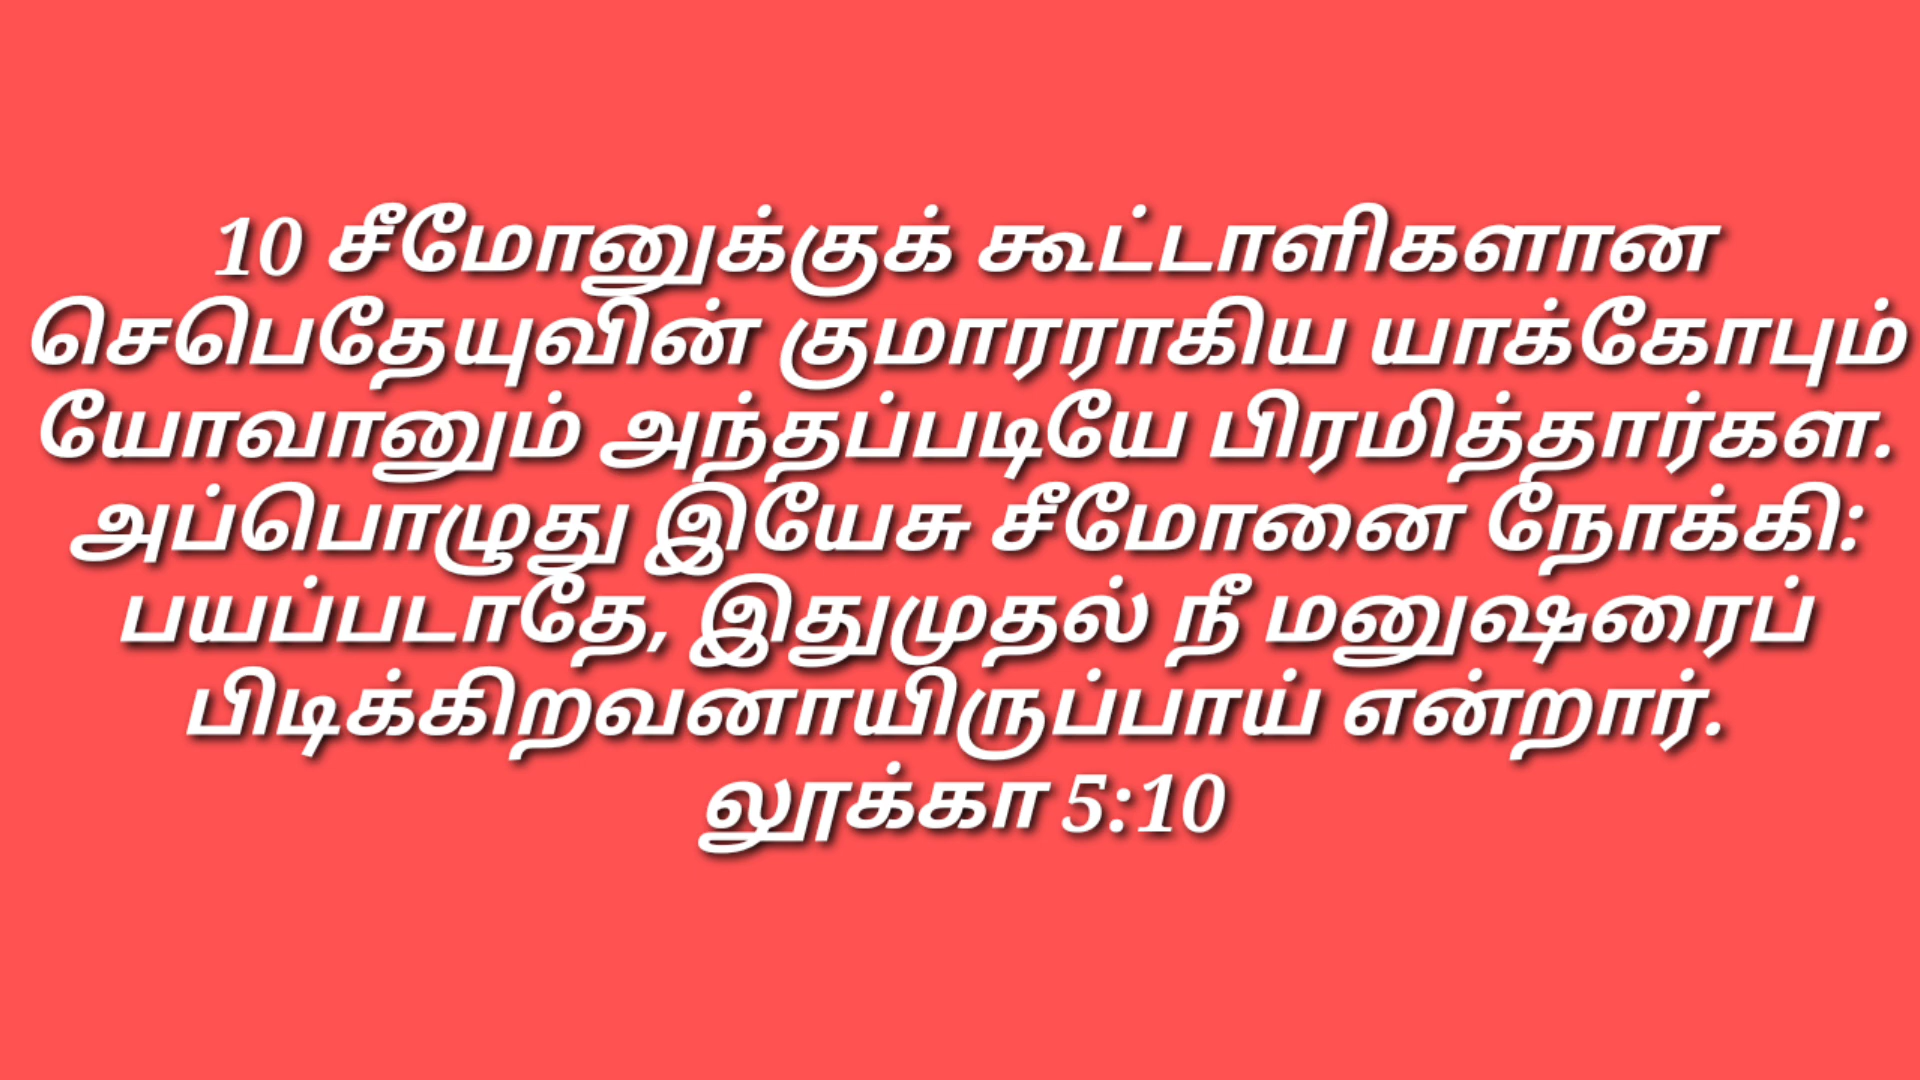 10 சீமோனுக்குக் கூட்டாளிகளான
செபெதேயுவின் குமாரராகிய யாக்கோபும்
யோவானும் அந்தப்படியே பிரமித்தார்கள.
அப்பொழுது இயேசு சீமோனை நோக்கி:
பயப்படாதே, இதுமுதல் நீ மனுஷரைப்
பிடிக்கிறவனாயிருப்பாய் என்றார்.
லூக்கா 5:10